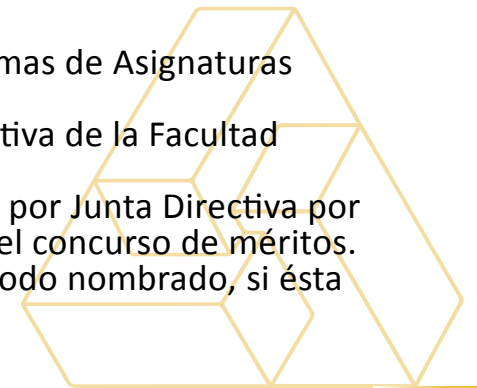 mas de Asignaturas
tiva de la Facultad
por Junta Directiva por
el concurso de méritos.
odo nombrado, si ésta